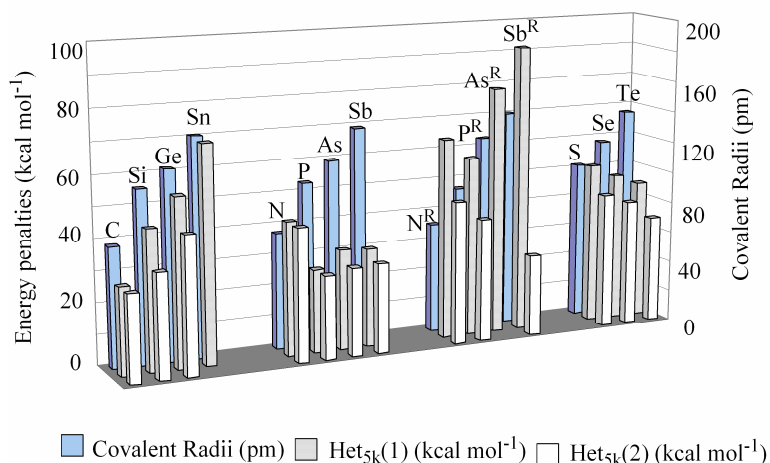 Energy penalties (kcal mol⁻¹)
100
80
60
40
20
0
C
Si
Ge
Sn
N
P
As
Sb
Nᴿ
Pᴿ
Asᴿ
Sbᴿ
S
Se
Te
200
160
120
80
40
0
Covalent Radii (pm)
Covalent Radii (pm) Het₅ₖ(1) (kcal mol⁻¹) Het₅ₖ(2) (kcal mol⁻¹)